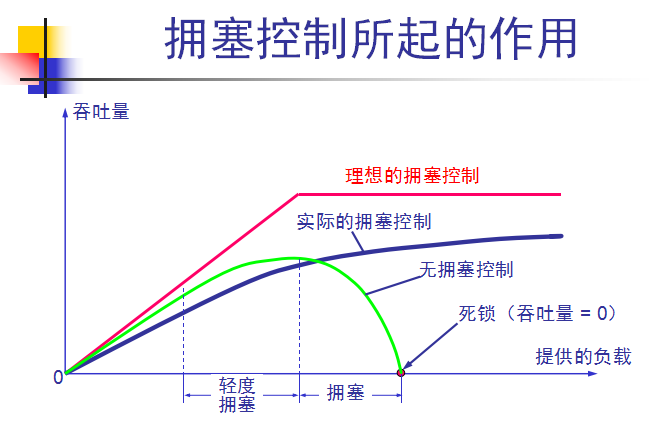 拥塞控制所起的作用
吞吐量
理想的拥塞控制
实际的拥塞控制
无拥塞控制
死锁（吞吐量 = 0）
提供的负载
0
轻度
拥塞
拥塞